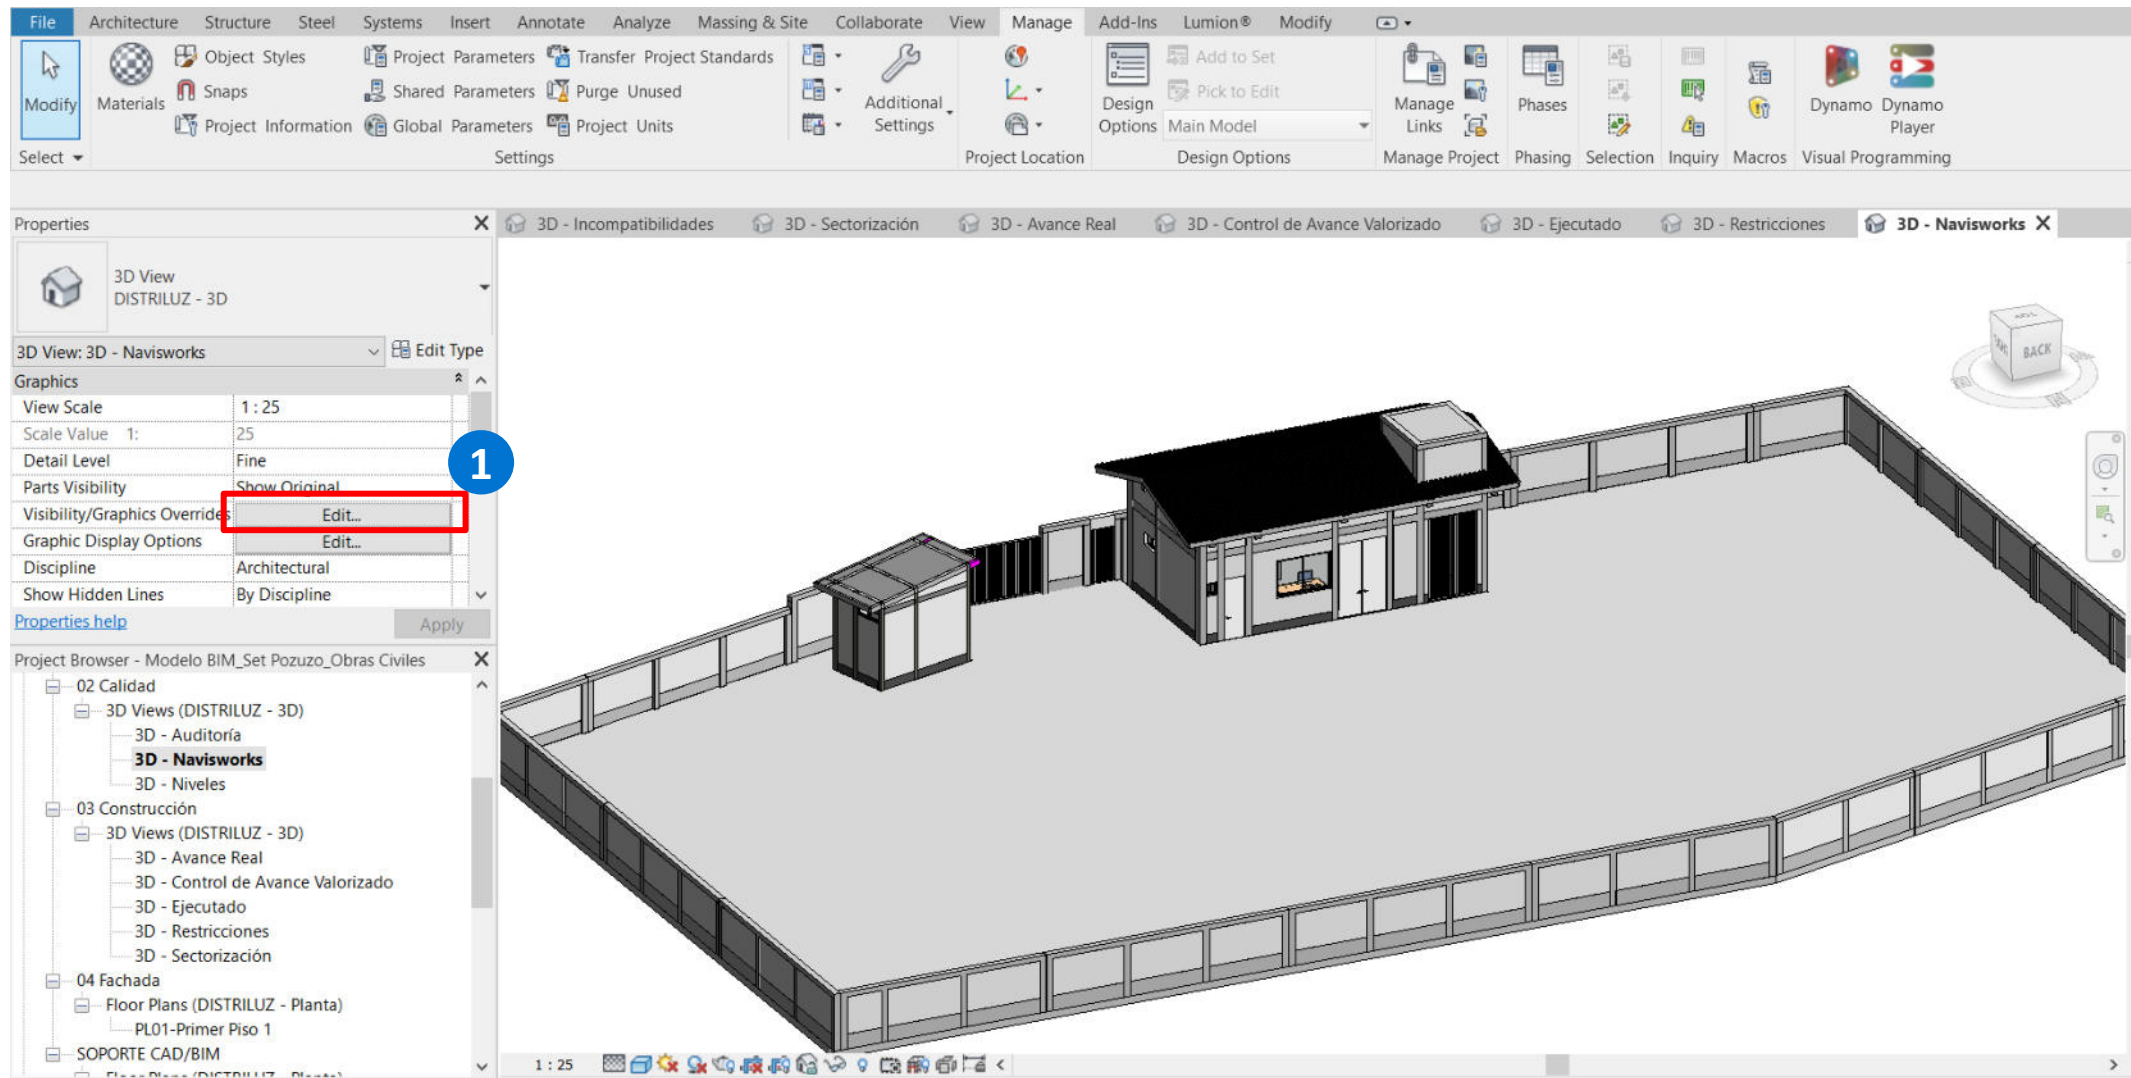 File Architecture Structure Steel Systems Insert Annotate Analyze Massing & Site Collaborate View Manage Add-Ins Lumion® Modify
Modify
Materials
Object Styles
Snaps
Project Information
Project Parameters
Shared Parameters
Global Parameters
Transfer Project Standards
Purge Unused
Project Units
Additional
Settings
Design
Options
Add to Set
Pick to Edit
Main Model
Manage
Links
Phases
Dynamo
Dynamo
Player
Select Settings Project Location Design Options Manage Project Phasing Selection Inquiry Macros Visual Programming
Properties
3D - Incompatibilidades 3D - Sectorización 3D - Avance Real 3D - Control de Avance Valorizado 3D - Ejecutado 3D - Restricciones 3D - Navisworks
3D View
DISTRILUZ - 3D
3D View: 3D - Navisworks Edit Type
Graphics
View Scale 1 : 25
Scale Value 1: 25
Detail Level Fine
Parts Visibility Show Original
Visibility/Graphics Overrides Edit...
Graphic Display Options Edit...
Discipline Architectural
Show Hidden Lines By Discipline
Properties help Apply
1
BACK
Project Browser - Modelo BIM_Set Pozuzo_Obras Civiles
02 Calidad
3D Views (DISTRILUZ - 3D)
3D - Auditoría
3D - Navisworks
3D - Niveles
03 Construcción
3D Views (DISTRILUZ - 3D)
3D - Avance Real
3D - Control de Avance Valorizado
3D - Ejecutado
3D - Restricciones
3D - Sectorización
04 Fachada
Floor Plans (DISTRILUZ - Planta)
PL01-Primer Piso 1
SOPORTE CAD/BIM
1 : 25